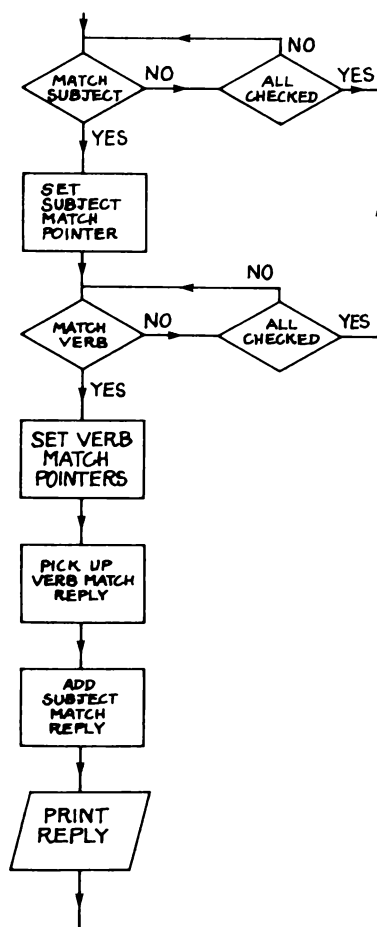 NO
MATCH
SUBJECT
NO
ALL
CHECKED
YES
YES
SET
SUBJECT
MATCH
POINTER
NO
MATCH
VERB
NO
ALL
CHECKED
YES
YES
SET VERB
MATCH
POINTERS
PICK UP
VERB MATCH
REPLY
ADD
SUBJECT
MATCH
REPLY
PRINT
REPLY